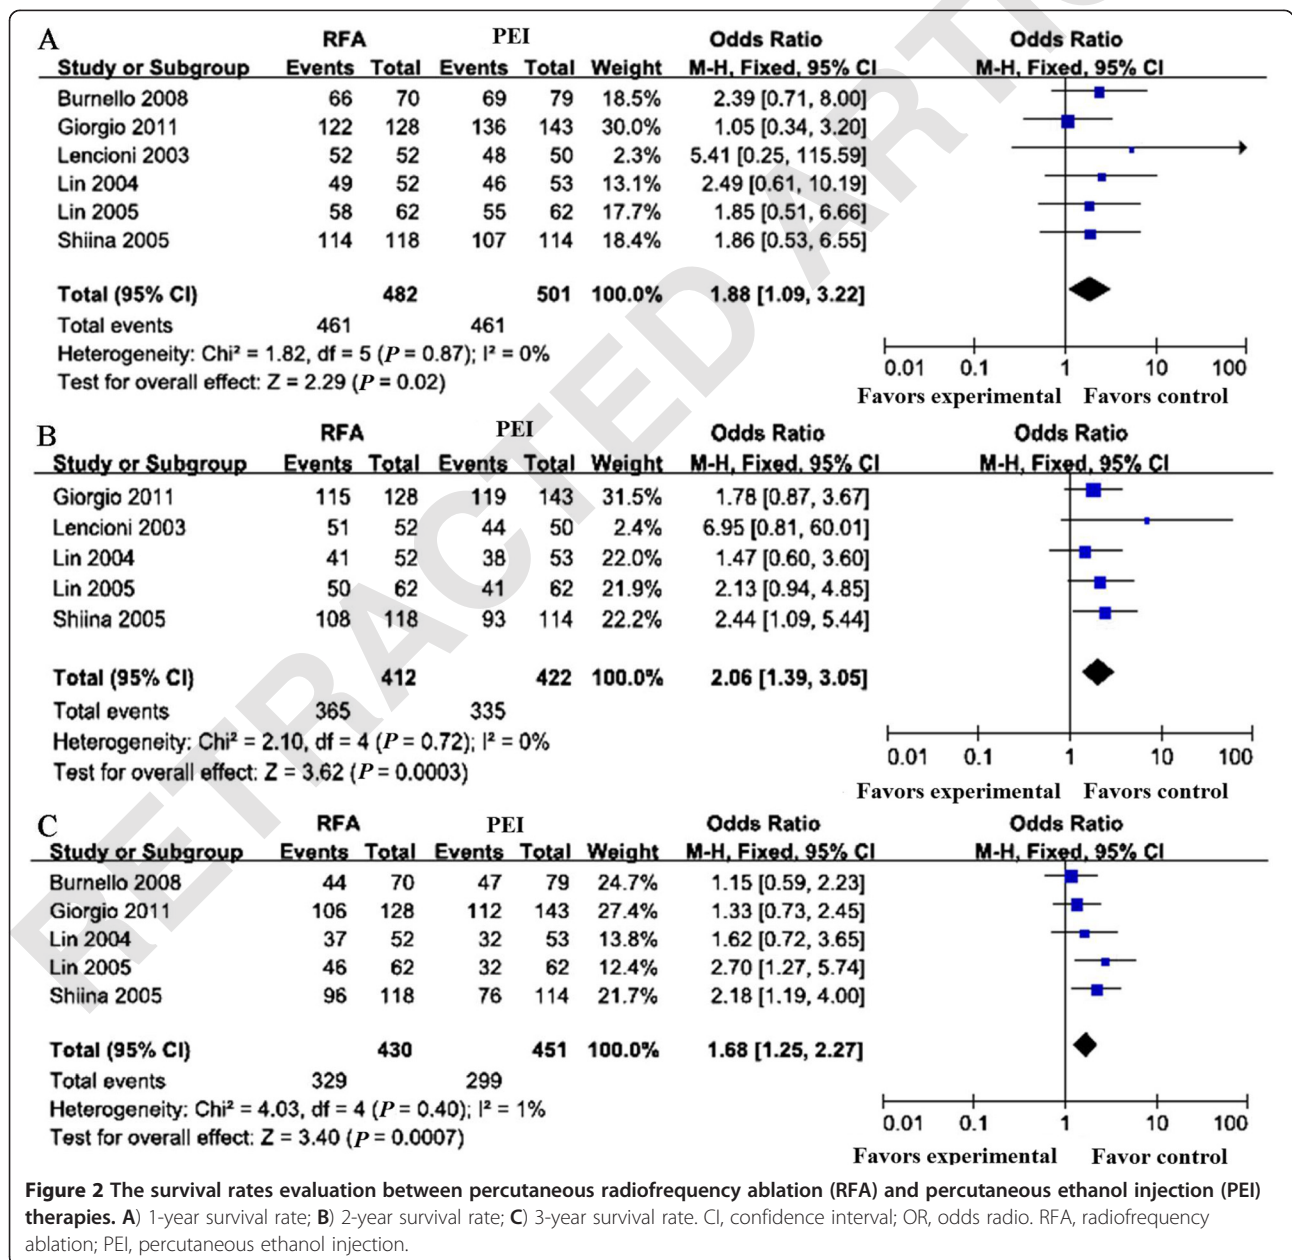 A RFA PEI Odds Ratio Odds Ratio
Study or Subgroup Events Total Events Total Weight M-H, Fixed, 95% CI M-H, Fixed, 95% CI
Burnello 2008 66 70 69 79 18.5% 2.39 [0.71, 8.00]
Giorgio 2011 122 128 136 143 30.0% 1.05 [0.34, 3.20]
Lencioni 2003 52 52 48 50 2.3% 5.41 [0.25, 115.59]
Lin 2004 49 52 46 53 13.1% 2.49 [0.61, 10.19]
Lin 2005 58 62 55 62 17.7% 1.85 [0.51, 6.66]
Shiina 2005 114 118 107 114 18.4% 1.86 [0.53, 6.55]
Total (95% CI) 482 501 100.0% 1.88 [1.09, 3.22]
Total events 461 461
Heterogeneity: Chi² = 1.82, df = 5 (P = 0.87); I² = 0%
Test for overall effect: Z = 2.29 (P = 0.02)
0.01 0.1 1 10 100
Favors experimental Favors control
B RFA PEI Odds Ratio Odds Ratio
Study or Subgroup Events Total Events Total Weight M-H, Fixed, 95% CI M-H, Fixed, 95% CI
Giorgio 2011 115 128 119 143 31.5% 1.78 [0.87, 3.67]
Lencioni 2003 51 52 44 50 2.4% 6.95 [0.81, 60.01]
Lin 2004 41 52 38 53 22.0% 1.47 [0.60, 3.60]
Lin 2005 50 62 41 62 21.9% 2.13 [0.94, 4.85]
Shiina 2005 108 118 93 114 22.2% 2.44 [1.09, 5.44]
Total (95% CI) 412 422 100.0% 2.06 [1.39, 3.05]
Total events 365 335
Heterogeneity: Chi² = 2.10, df = 4 (P = 0.72); I² = 0%
Test for overall effect: Z = 3.62 (P = 0.0003)
0.01 0.1 1 10 100
Favors experimental Favors control
C RFA PEI Odds Ratio Odds Ratio
Study or Subgroup Events Total Events Total Weight M-H, Fixed, 95% CI M-H, Fixed, 95% CI
Burnello 2008 44 70 47 79 24.7% 1.15 [0.59, 2.23]
Giorgio 2011 106 128 112 143 27.4% 1.33 [0.73, 2.45]
Lin 2004 37 52 32 53 13.8% 1.62 [0.72, 3.65]
Lin 2005 46 62 32 62 12.4% 2.70 [1.27, 5.74]
Shiina 2005 96 118 76 114 21.7% 2.18 [1.19, 4.00]
Total (95% CI) 430 451 100.0% 1.68 [1.25, 2.27]
Total events 329 299
Heterogeneity: Chi² = 4.03, df = 4 (P = 0.40); I² = 1%
Test for overall effect: Z = 3.40 (P = 0.0007)
0.01 0.1 1 10 100
Favors experimental Favor control
Figure 2 The survival rates evaluation between percutaneous radiofrequency ablation (RFA) and percutaneous ethanol injection (PEI)
therapies. A) 1-year survival rate; B) 2-year survival rate; C) 3-year survival rate. CI, confidence interval; OR, odds radio. RFA, radiofrequency
ablation; PEI, percutaneous ethanol injection.
RETRACTED ARTIC